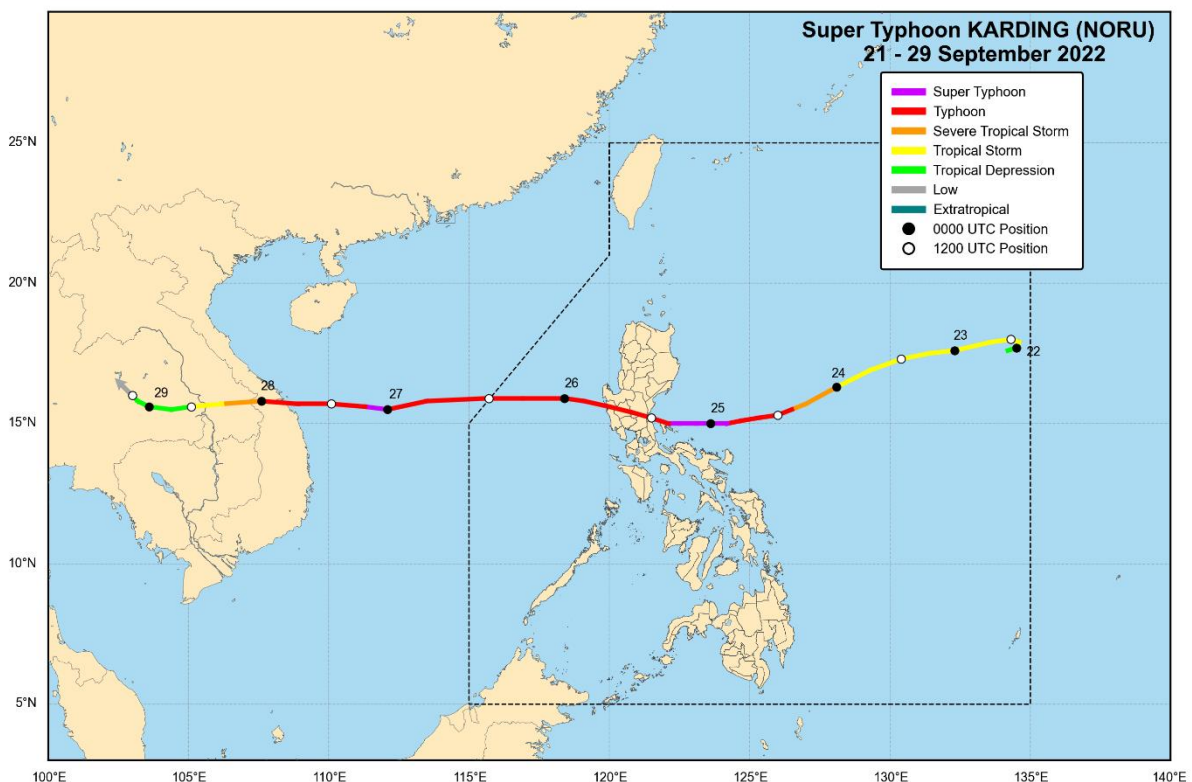 Super Typhoon KARDING (NORU)
21 - 29 September 2022
Super Typhoon
Typhoon
Severe Tropical Storm
Tropical Storm
Tropical Depression
Low
Extratropical
0000 UTC Position
1200 UTC Position
25°N
20°N
15°N
10°N
5°N
29
28
27
26
25
24
23
22
100°E
105°E
110°E
115°E
120°E
125°E
130°E
135°E
140°E